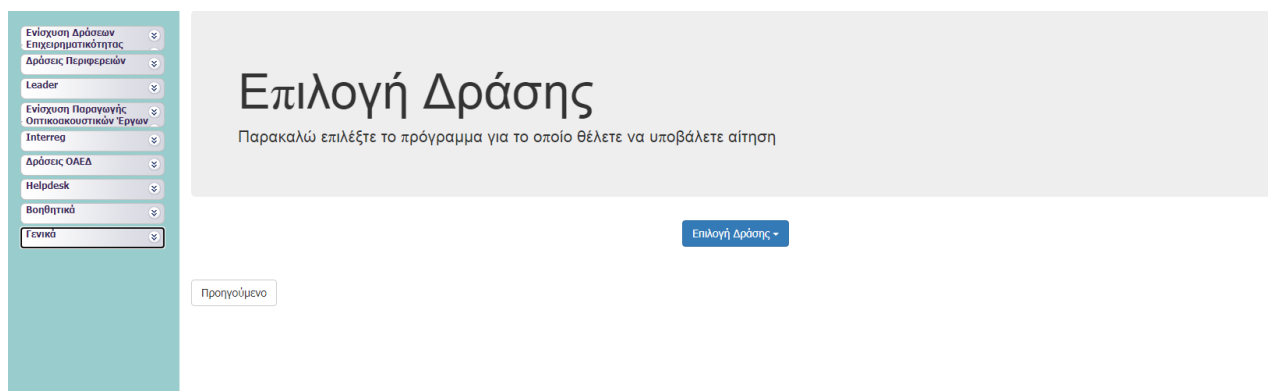 Ενίσχυση Δράσεων
Επιχειρηματικότητας
Δράσεις Περιφερειών
Leader
Ενίσχυση Παραγωγής
Οπτικοακουστικών Έργων
Interreg
Δράσεις ΟΑΕΔ
Helpdesk
Βοηθητικά
Γενικά
Επιλογή Δράσης
Παρακαλώ επιλέξτε το πρόγραμμα για το οποίο θέλετε να υποβάλετε αίτηση
Επιλογή Δράσης
Προηγούμενο